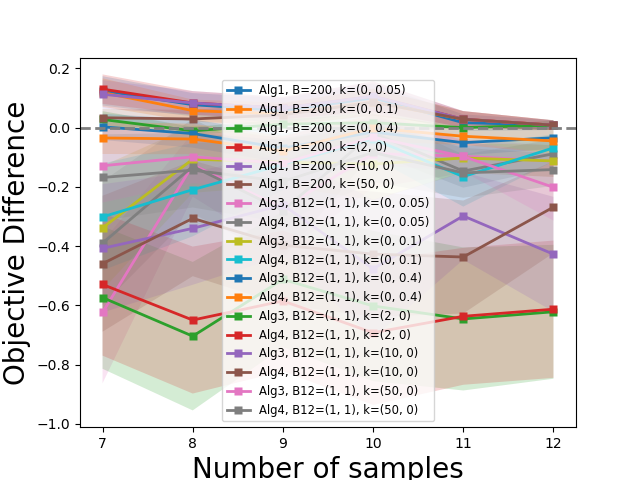 0.2
0.0
−0.2
−0.4
−0.6
−0.8
−1.0
Objective Difference
Alg1, B=200, k=(0, 0.05)
Alg1, B=200, k=(0, 0.1)
Alg1, B=200, k=(0, 0.4)
Alg1, B=200, k=(2, 0)
Alg1, B=200, k=(10, 0)
Alg1, B=200, k=(50, 0)
Alg3, B12=(1, 1), k=(0, 0.05)
Alg4, B12=(1, 1), k=(0, 0.05)
Alg3, B12=(1, 1), k=(0, 0.1)
Alg4, B12=(1, 1), k=(0, 0.1)
Alg3, B12=(1, 1), k=(0, 0.4)
Alg4, B12=(1, 1), k=(0, 0.4)
Alg3, B12=(1, 1), k=(2, 0)
Alg4, B12=(1, 1), k=(2, 0)
Alg3, B12=(1, 1), k=(10, 0)
Alg4, B12=(1, 1), k=(10, 0)
Alg3, B12=(1, 1), k=(50, 0)
Alg4, B12=(1, 1), k=(50, 0)
7 8 9 10 11 12
Number of samples